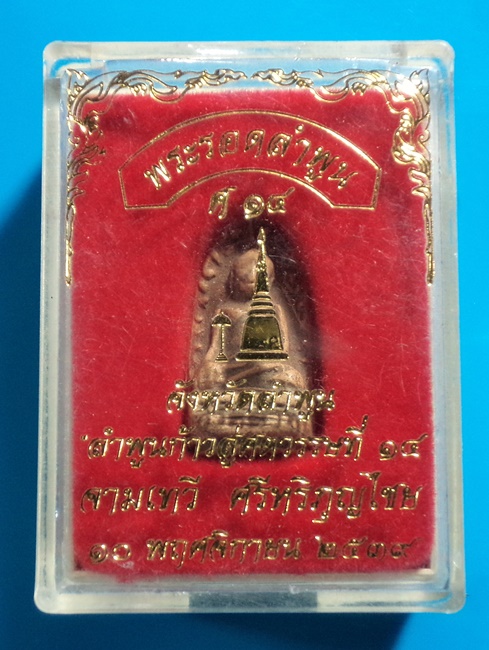 พระรอดลำพูน
ศ ๑๔
จังหวัดลำพูน
'ลำพูนก้าวสู่ศตวรรษที่ ๑๔
จามเทวี ศรีหริภุญไชย
๑๐ พฤศจิกายน ๒๕๓๙